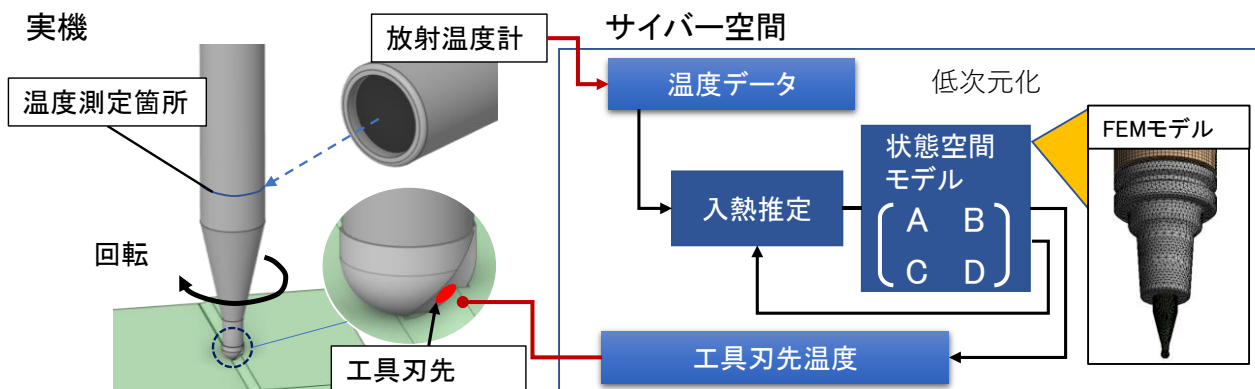 実機
サイバー空間
放射温度計
温度測定箇所
回転
工具刃先
温度データ
低次元化
FEMモデル
状態空間
モデル
A B
C D
入熱推定
工具刃先温度